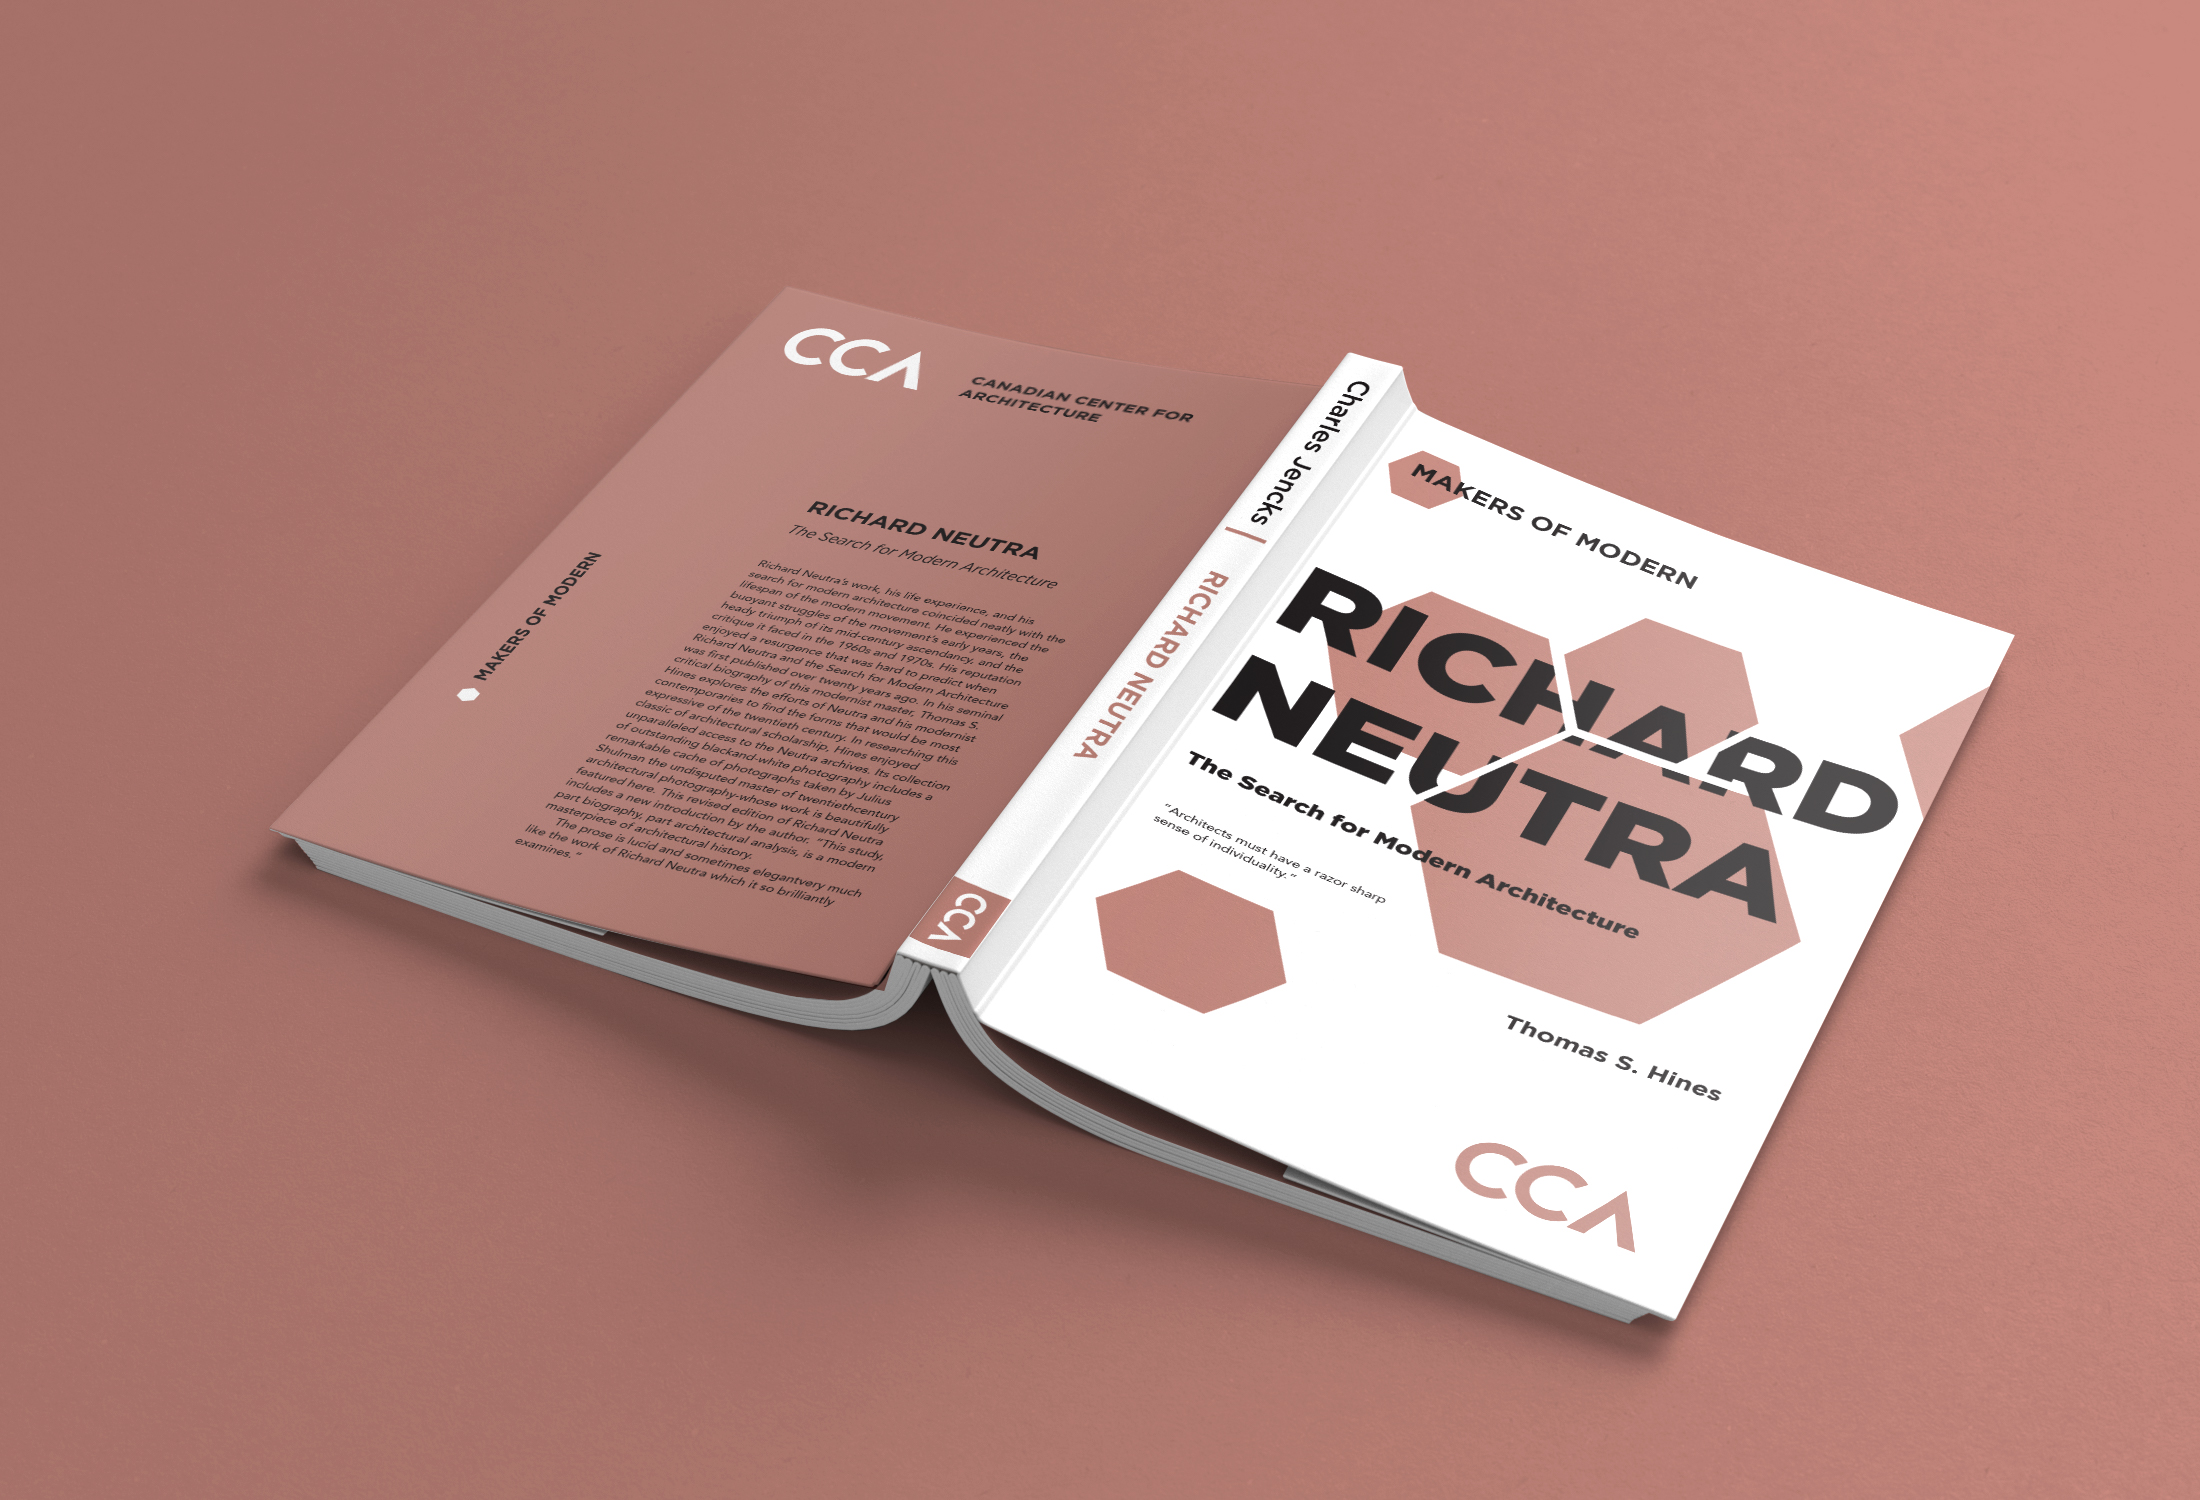 CCA
CANADIAN CENTER FOR
ARCHITECTURE
RICHARD NEUTRA
The Search for Modern Architecture
Richard Neutra's work, his life experience, and his
search for modern architecture coincided neatly with the
lifespan of the modern movement. He experienced the
buoyant struggles of the movement's early years, the
heady triumph of its mid-century ascendancy, and the
critique it faced in the 1960s and 1970s. His reputation
enjoyed a resurgence that was hard to predict when
Richard Neutra and the Search for Modern Architecture
was first published over twenty years ago. In his seminal
critical biography of this modernist master, Thomas S.
Hines explores the efforts of Neutra and his modernist
contemporaries to find the forms that would be most
expressive of the twentieth century. In researching this
classic of architectural scholarship, Hines enjoyed
unparalleled access to the Neutra archives. Its collection
of outstanding blackand-white photography includes a
remarkable cache of photographs taken by Julius
Shulman the undisputed master of twentiethcentury
architectural photography-whose work is beautifully
featured here. This revised edition of Richard Neutra
includes a new introduction by the author. "This study,
part biography, part architectural analysis, is a modern
masterpiece of architectural history.
The prose is lucid and sometimes elegantvery much
like the work of Richard Neutra which it so brilliantly
examines. "
MAKERS OF MODERN
Charles Jencks |
RICHARD NEUTRA
CCA
MAKERS OF MODERN
RICHARD
NEUTRA
The Search for Modern Architecture
"Architects must have a razor sharp
sense of individuality."
Thomas S. Hines
CCA